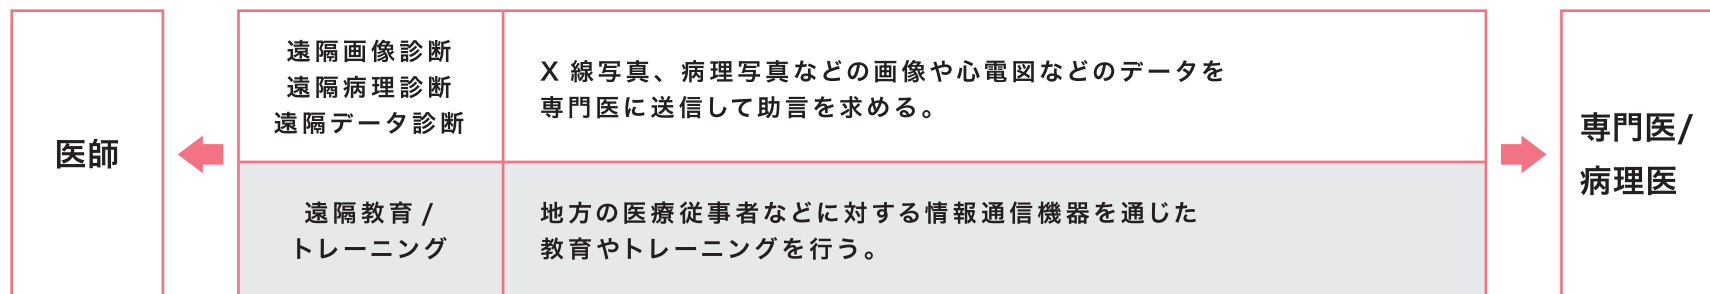 医師
遠隔画像診断
遠隔病理診断
遠隔データ診断
X 線写真、病理写真などの画像や心電図などのデータを
専門医に送信して助言を求める。
遠隔教育 /
トレーニング
地方の医療従事者などに対する情報通信機器を通じた
教育やトレーニングを行う。
専門医/
病理医